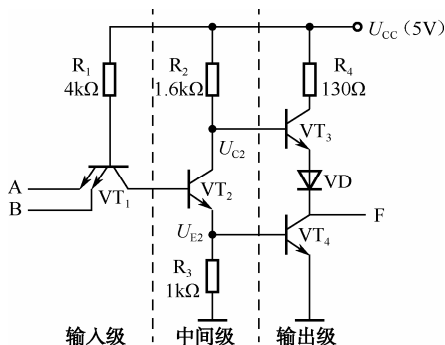 U_CC（5V）
R₁
4kΩ
R₂
1.6kΩ
R₄
130Ω
U_C2
VT₃
A
B
VT₁
VT₂
VD
F
U_E2
VT₄
R₃
1kΩ
输入级
中间级
输出级